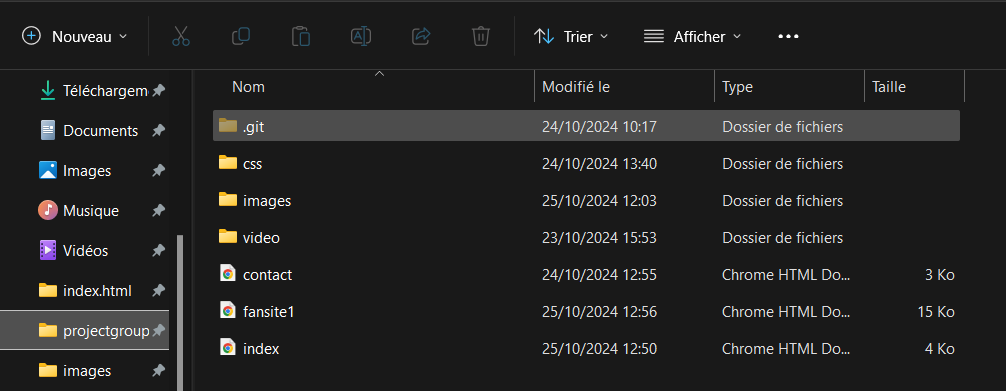 Nouveau Trier Afficher
Téléchargem
Documents
Images
Musique
Vidéos
index.html
projectgroup
images
Nom Modifié le Type Taille
.git 24/10/2024 10:17 Dossier de fichiers
css 24/10/2024 13:40 Dossier de fichiers
images 25/10/2024 12:03 Dossier de fichiers
video 23/10/2024 15:53 Dossier de fichiers
contact 24/10/2024 12:55 Chrome HTML Do... 3 Ko
fansite1 25/10/2024 12:56 Chrome HTML Do... 15 Ko
index 25/10/2024 12:50 Chrome HTML Do... 4 Ko